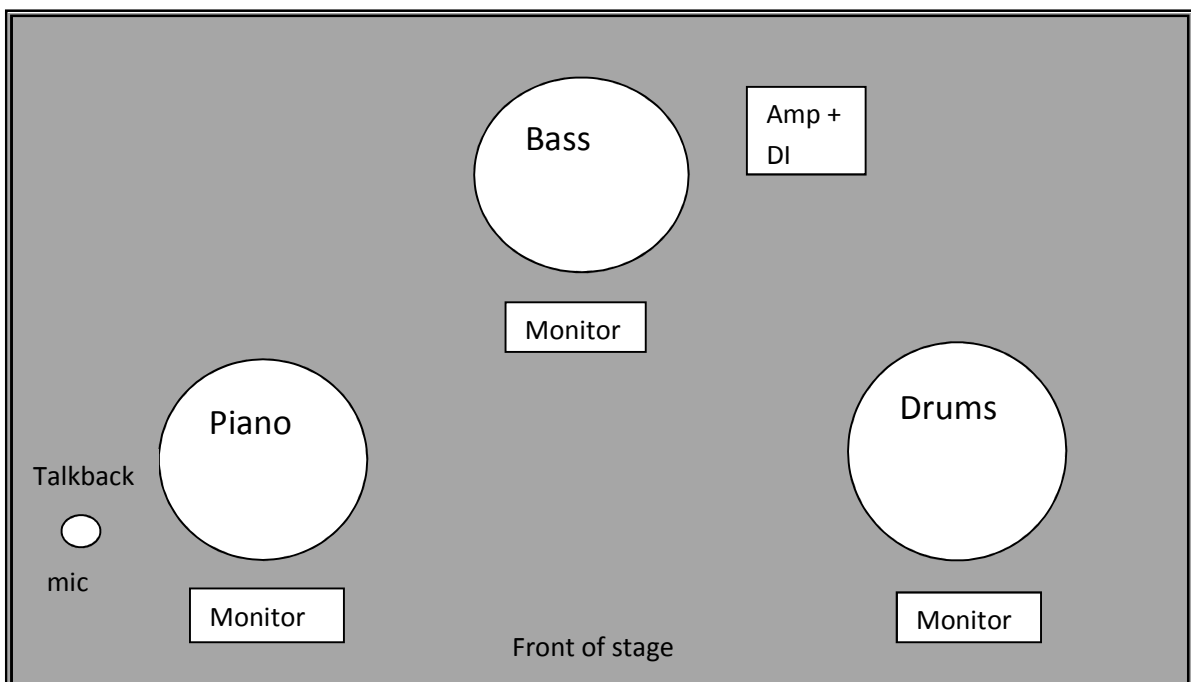 Bass
Amp +
DI
Monitor
Piano
Drums
Talkback
mic
Monitor
Monitor
Front of stage